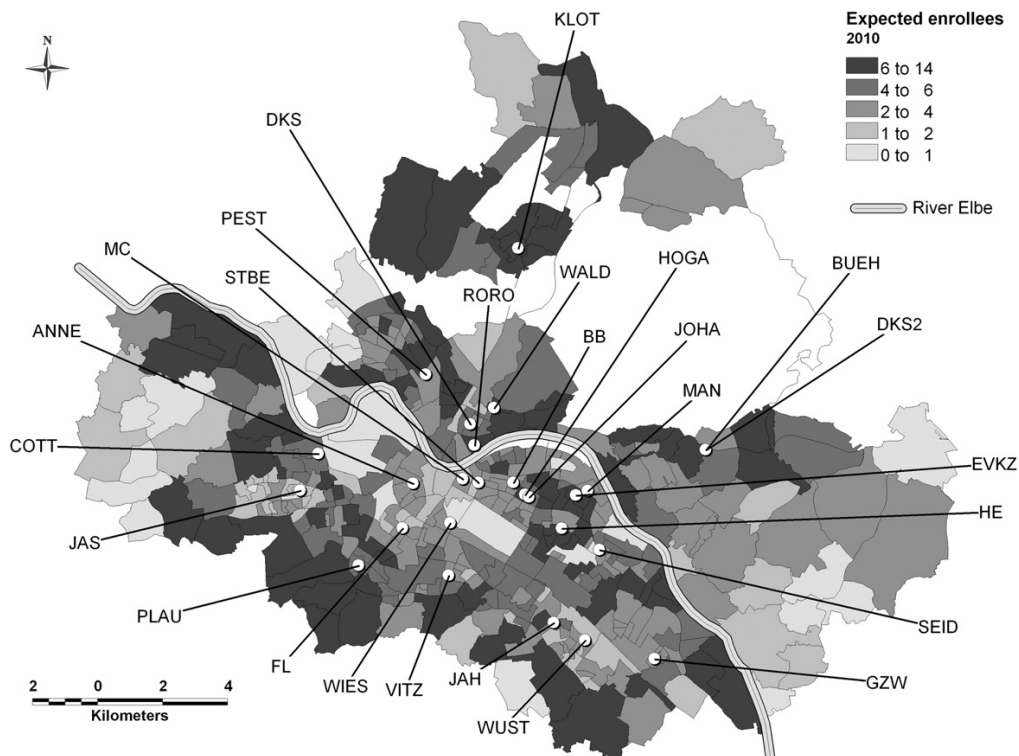 KLOT
Expected enrollees
2010
6 to 14
4 to 6
2 to 4
1 to 2
0 to 1
River Elbe
N
DKS
PEST
MC
STBE
WALD
HOGA
BUEH
RORO
ANNE
BB
JOHA
DKS2
MAN
COTT
EVKZ
HE
JAS
PLAU
SEID
FL
WIES
VITZ
JAH
GZW
WUST
2 0 2 4
Kilometers